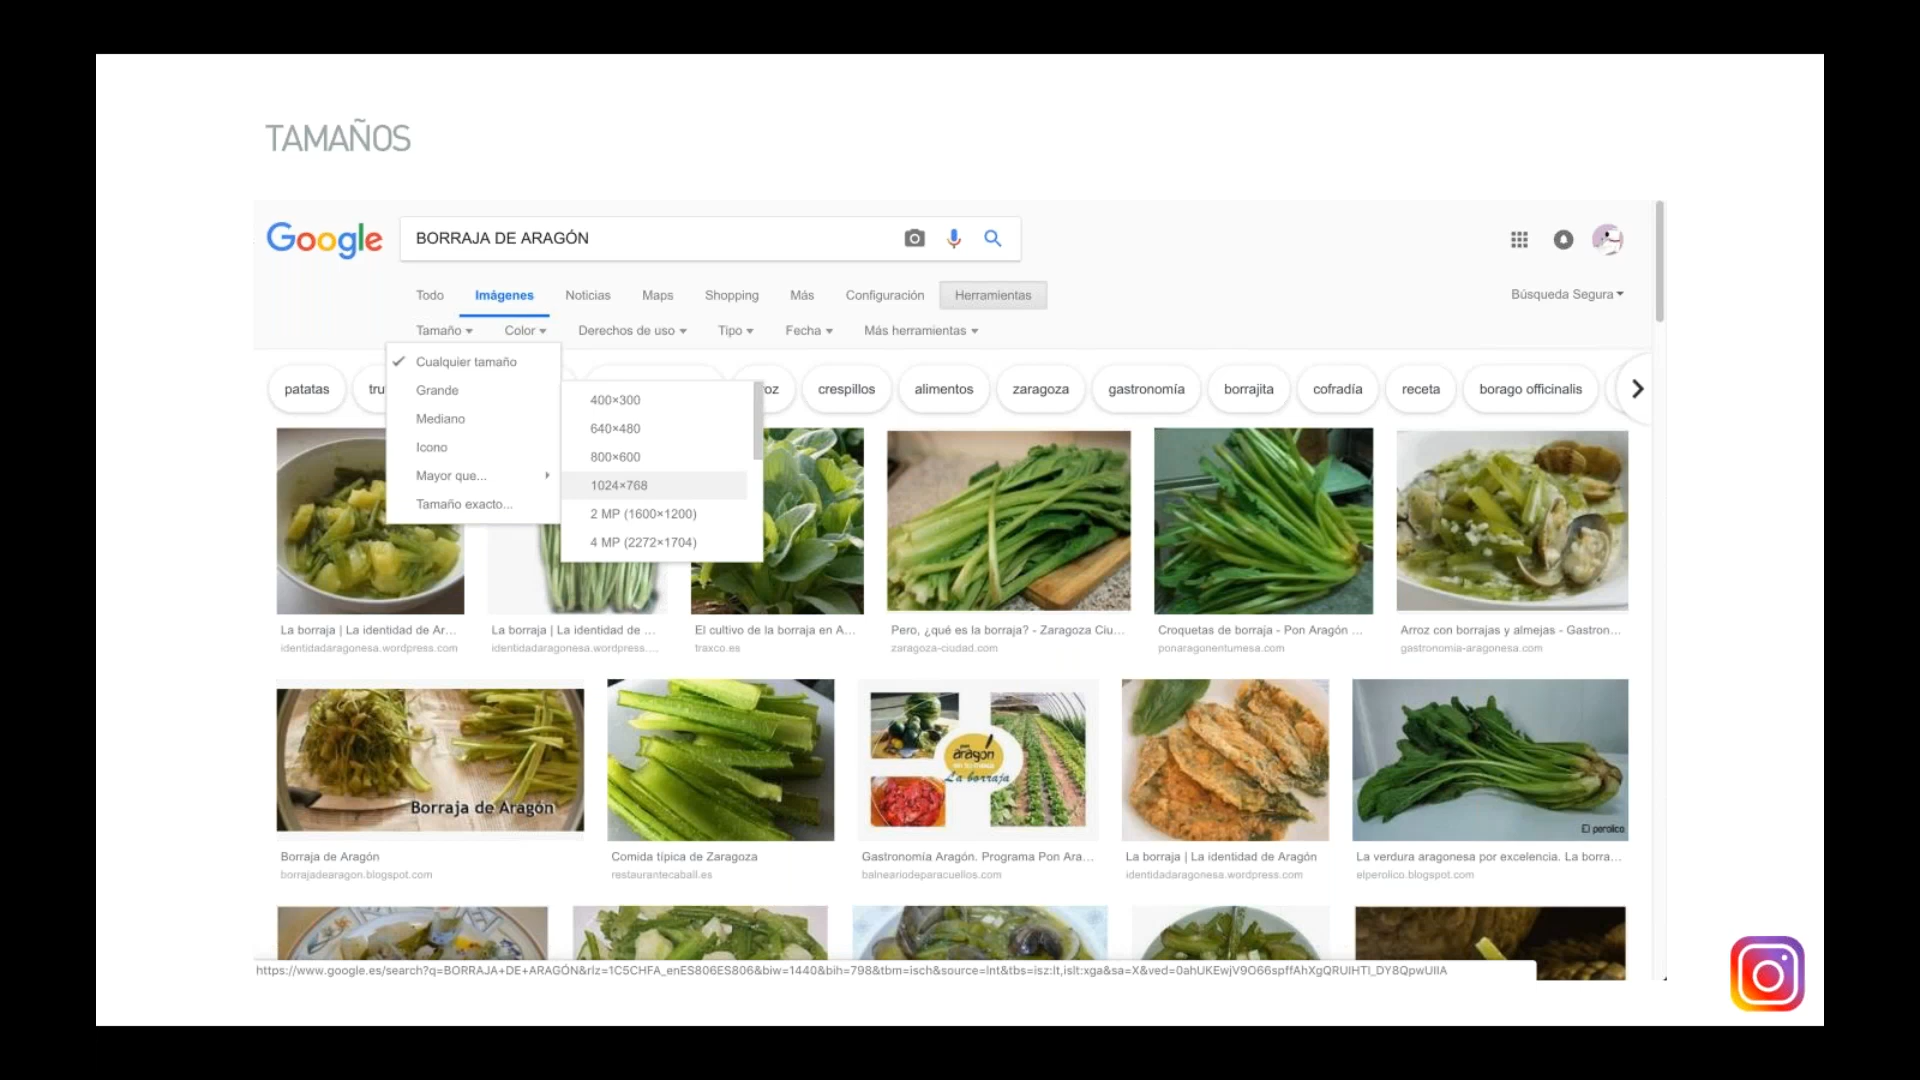 TAMAÑOS
Google
BORRAJA DE ARAGÓN
Todo Imágenes Noticias Maps Shopping Más Configuración Herramientas
Búsqueda Segura
Tamaño Color Derechos de uso Tipo Fecha Más herramientas
Cualquier tamaño
Grande
Mediano
Icono
Mayor que...
Tamaño exacto...
400×300
640×480
800×600
1024×768
2 MP (1600×1200)
4 MP (2272×1704)
patatas crespillos alimentos zaragoza gastronomía borrajita cofradía receta borago officinalis
La borraja | La identidad de Ar...
identidadaragonesa.wordpress.com
La borraja | La identidad de ...
identidadaragonesa.wordpress....
El cultivo de la borraja en A...
traxco.es
Pero, ¿qué es la borraja? - Zaragoza Ciu...
zaragoza-ciudad.com
Croquetas de borraja - Pon Aragón ...
ponaragonentumesa.com
Arroz con borrajas y almejas - Gastron...
gastronomia-aragonesa.com
Borraja de Aragón
aragón
La borraja
El perolico
Borraja de Aragón
borrajadearagon.blogspot.com
Comida típica de Zaragoza
restaurantecaball.es
Gastronomía Aragón. Programa Pon Ara...
balneariodeparacuellos.com
La borraja | La identidad de Aragón
identidadaragonesa.wordpress.com
La verdura aragonesa por excelencia. La borra...
elperolico.blogspot.com